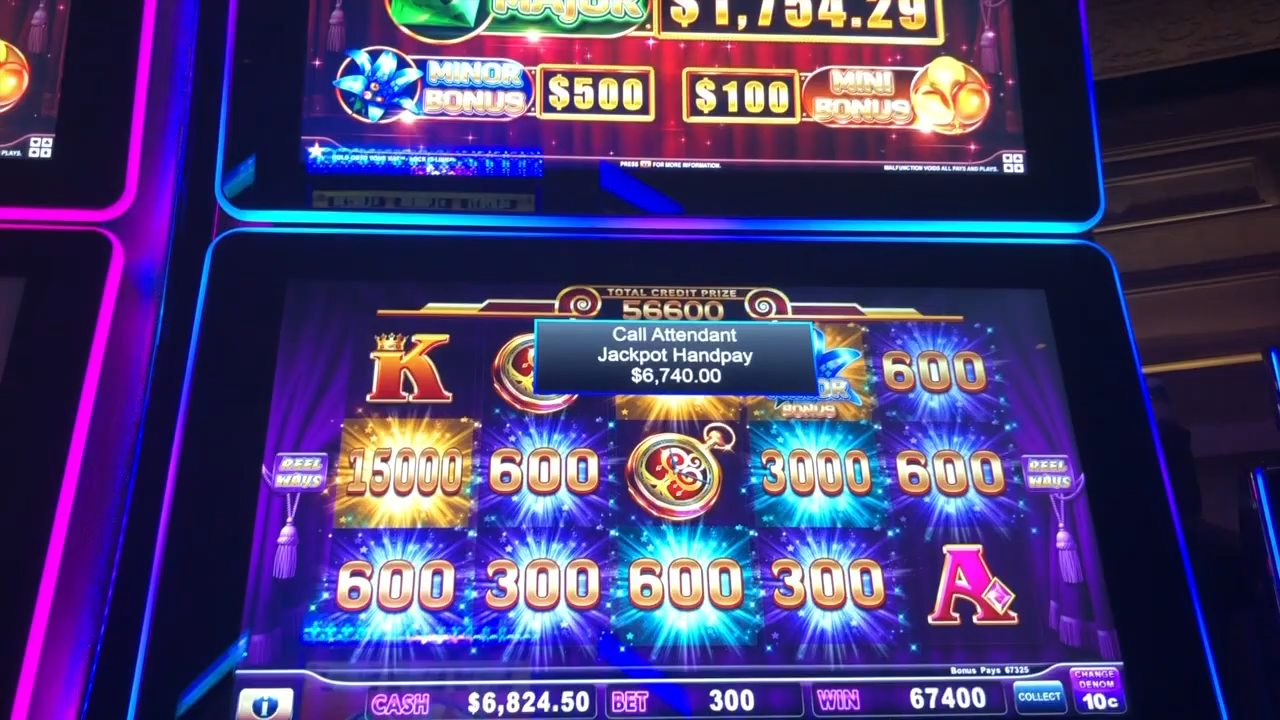 MAJOR
$1,754.29
MINOR
BONUS
$500
$100
MINI
BONUS
PLAYS.
PRESS
FOR MORE INFORMATION.
MALFUNCTION VOIDS ALL PAYS AND PLAYS.
TOTAL CREDIT PRIZE
56600
Call Attendant
Jackpot Handpay
$6,740.00
K
BONUS
600
REEL
WAYS
15000
600
3000
600
REEL
WAYS
600
300
600
300
A
Bonus Pays 67325
CASH
$6,824.50
BET
300
WIN
67400
COLLECT
CHANGE
DENOM
10¢